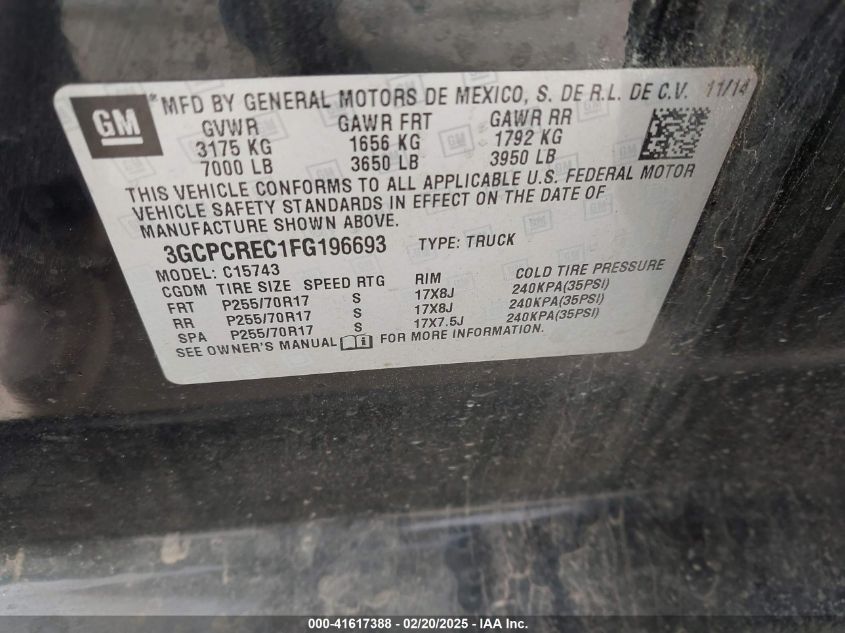 GM
*MFD BY GENERAL MOTORS DE MEXICO, S. DE R.L. DE C.V. 11/14
GVWR GAWR FRT GAWR RR
3175 KG 1656 KG 1792 KG
7000 LB 3650 LB 3950 LB
THIS VEHICLE CONFORMS TO ALL APPLICABLE U.S. FEDERAL MOTOR
VEHICLE SAFETY STANDARDS IN EFFECT ON THE DATE OF
MANUFACTURE SHOWN ABOVE.
3GCPCREC1FG196693 TYPE: TRUCK
MODEL: C15743
CGDM TIRE SIZE SPEED RTG RIM COLD TIRE PRESSURE
FRT P255/70R17 S 17X8J 240KPA(35PSI)
RR P255/70R17 S 17X8J 240KPA(35PSI)
SPA P255/70R17 S 17X7.5J 240KPA(35PSI)
SEE OWNER'S MANUAL FOR MORE INFORMATION.
000-41617388 - 02/20/2025 - IAA Inc.